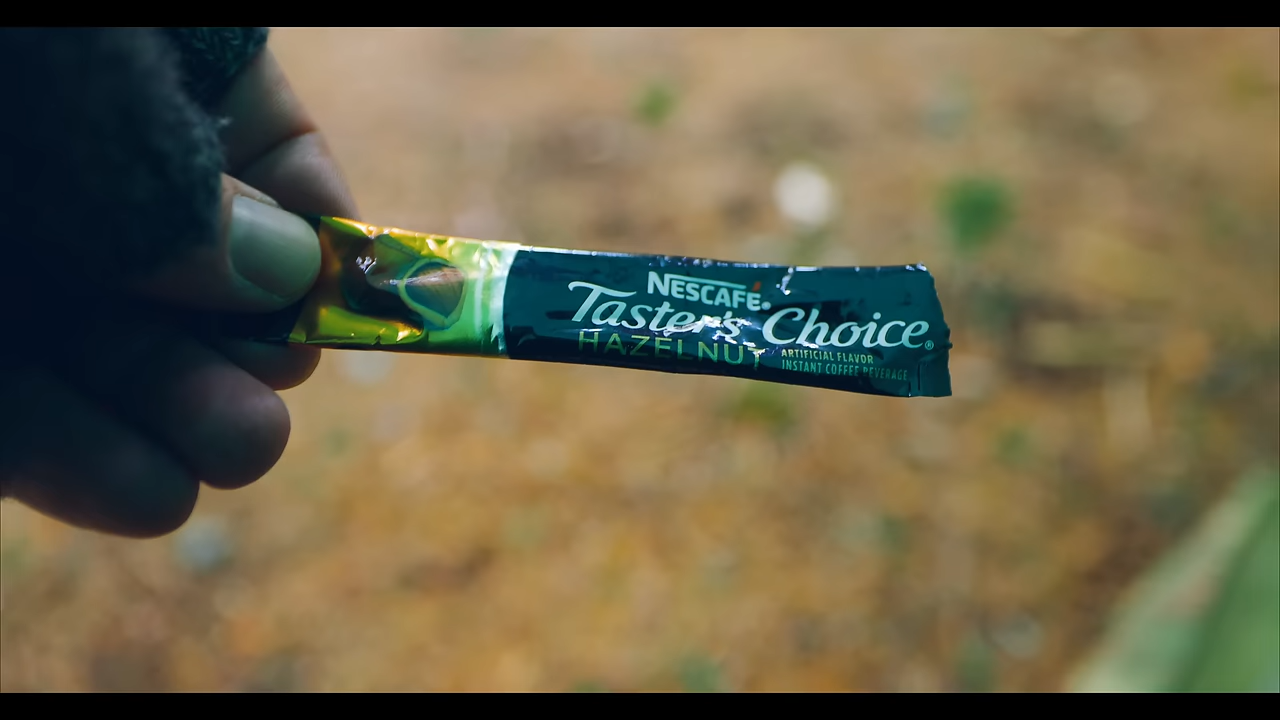 NESCAFÉ®
Taster's Choice®
HAZELNUT
ARTIFICIAL FLAVOR
INSTANT COFFEE BEVERAGE